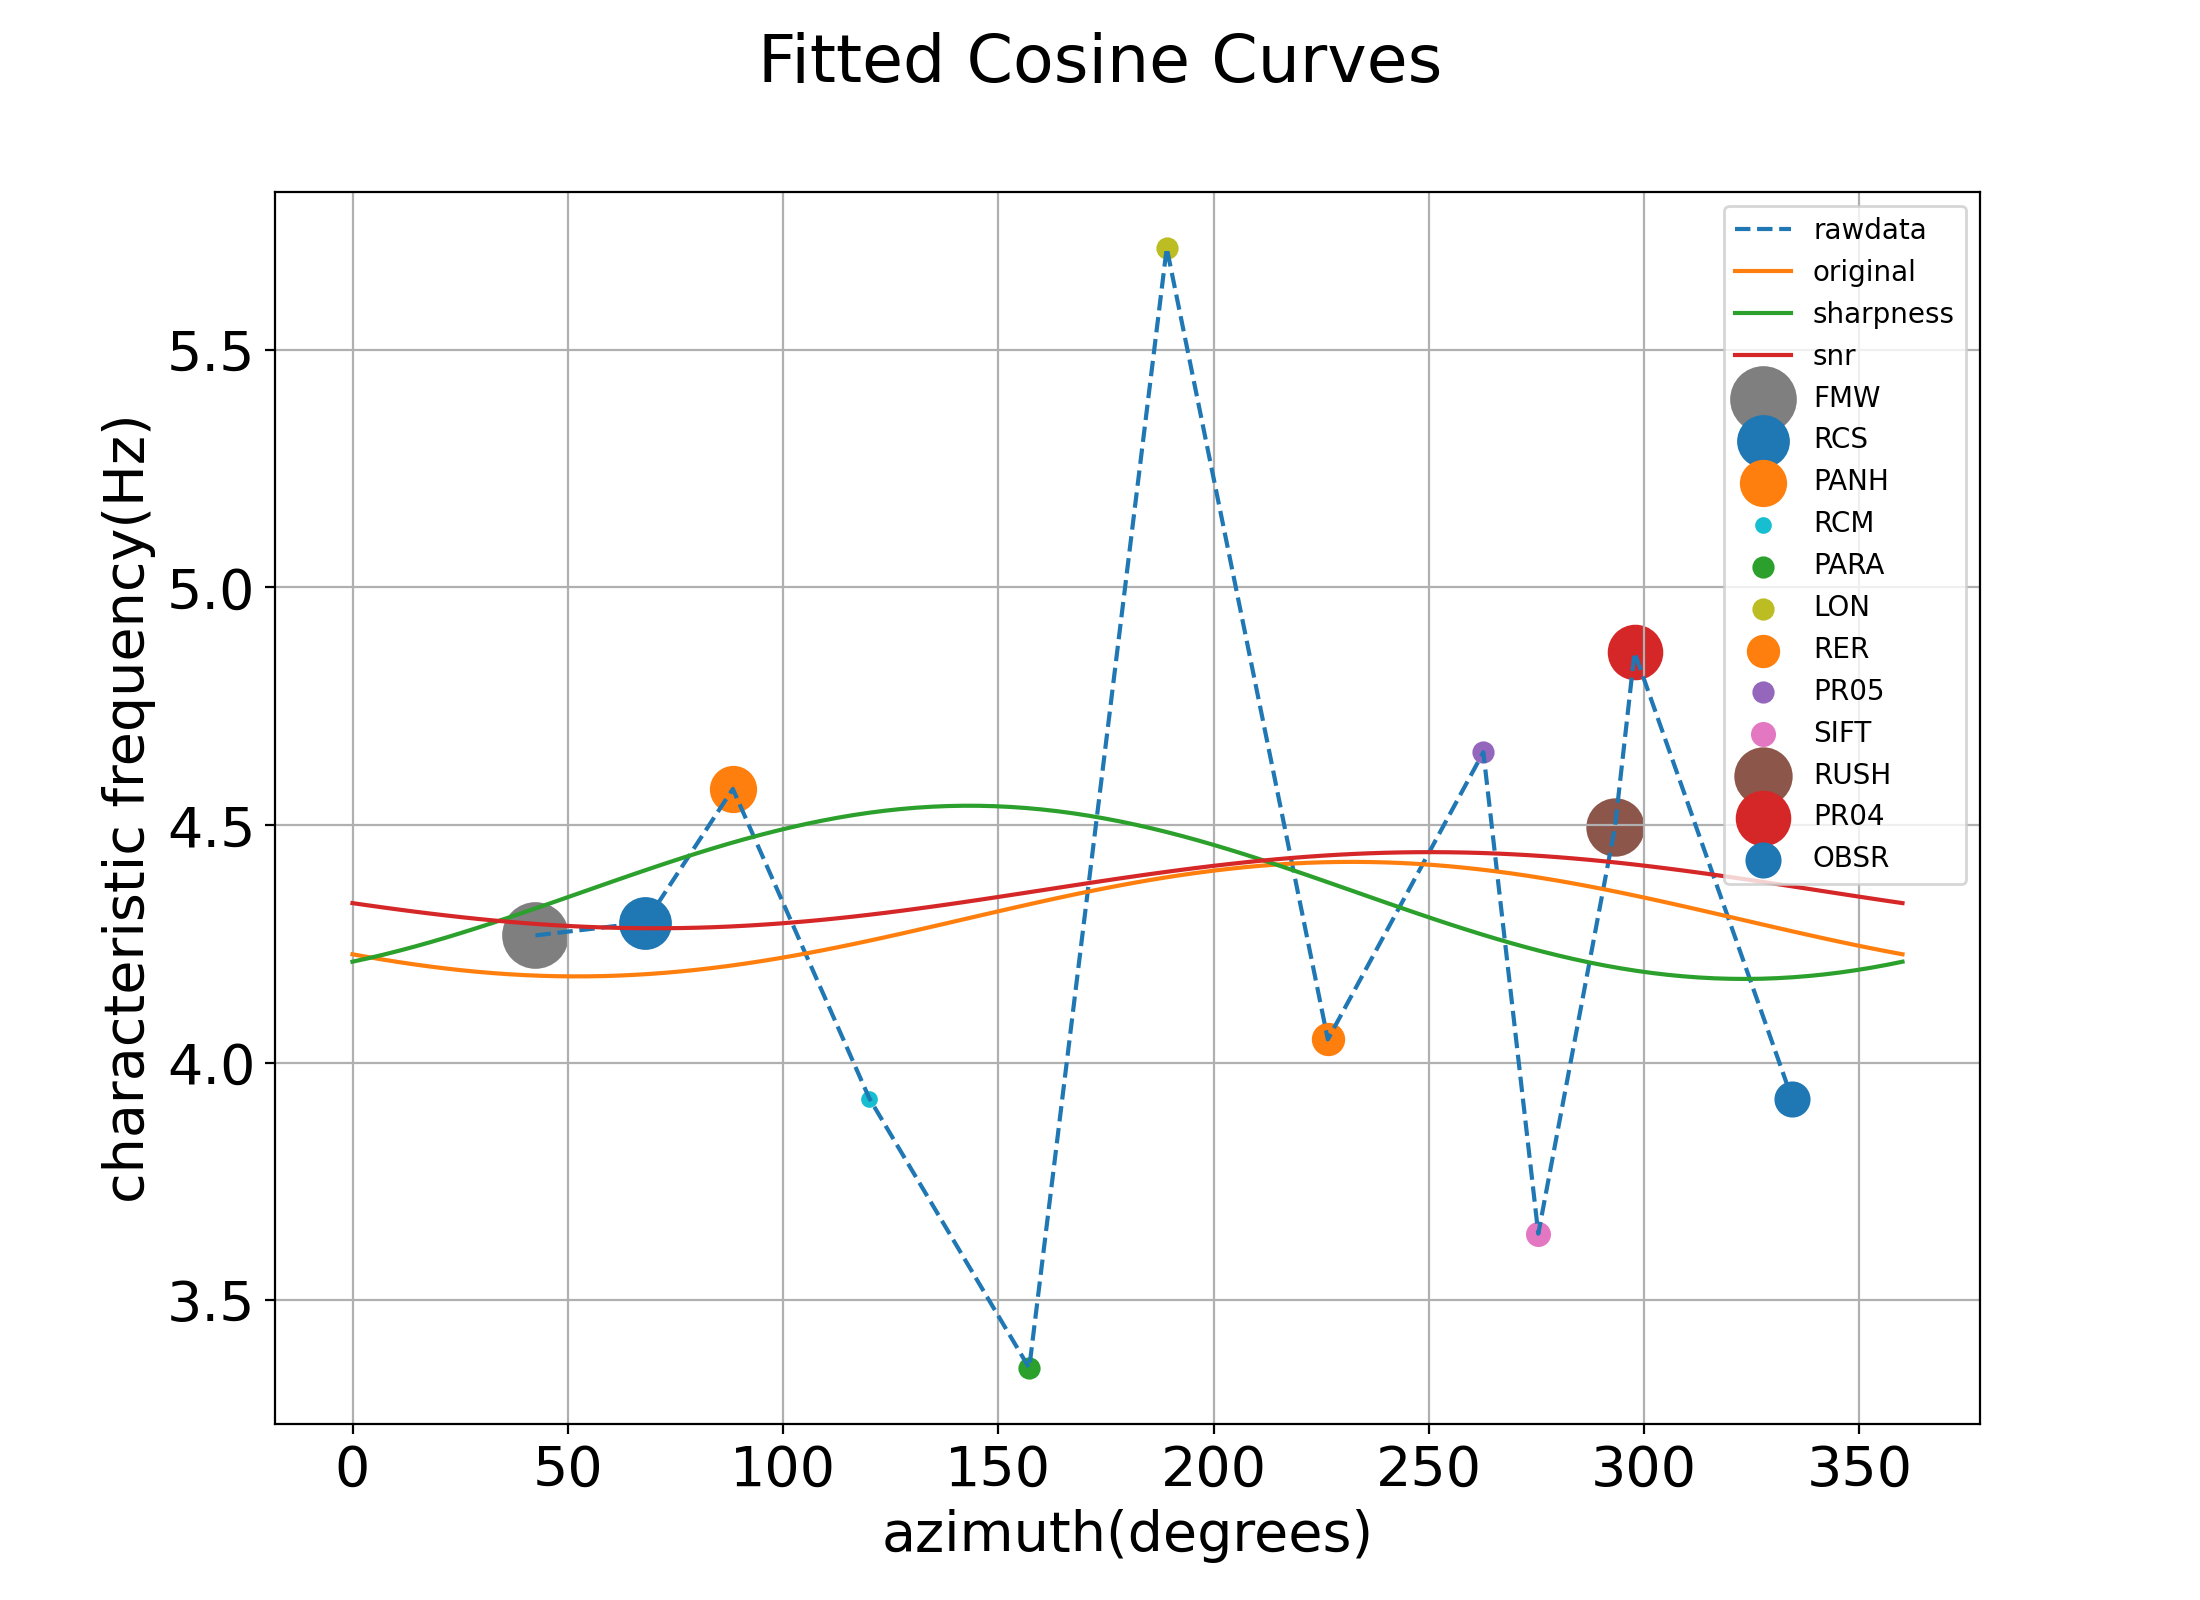 Fitted Cosine Curves
rawdata
original
sharpness
snr
FMW
RCS
PANH
RCM
PARA
LON
RER
PR05
SIFT
RUSH
PR04
OBSR
characteristic frequency(Hz)
5.5
5.0
4.5
4.0
3.5
0 50 100 150 200 250 300 350
azimuth(degrees)